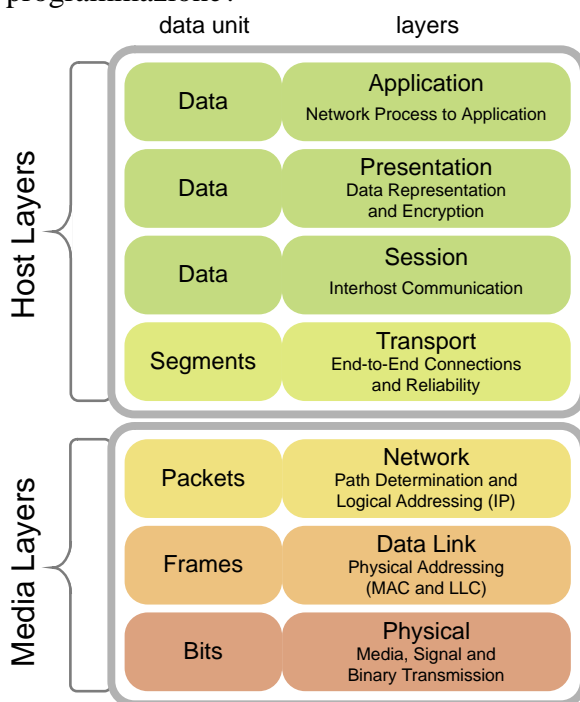 programmazione?
data unit layers
Host Layers
Data Application
Network Process to Application
Data Presentation
Data Representation
and Encryption
Data Session
Interhost Communication
Segments Transport
End-to-End Connections
and Reliability
Media Layers
Packets Network
Path Determination and
Logical Addressing (IP)
Frames Data Link
Physical Addressing
(MAC and LLC)
Bits Physical
Media, Signal and
Binary Transmission